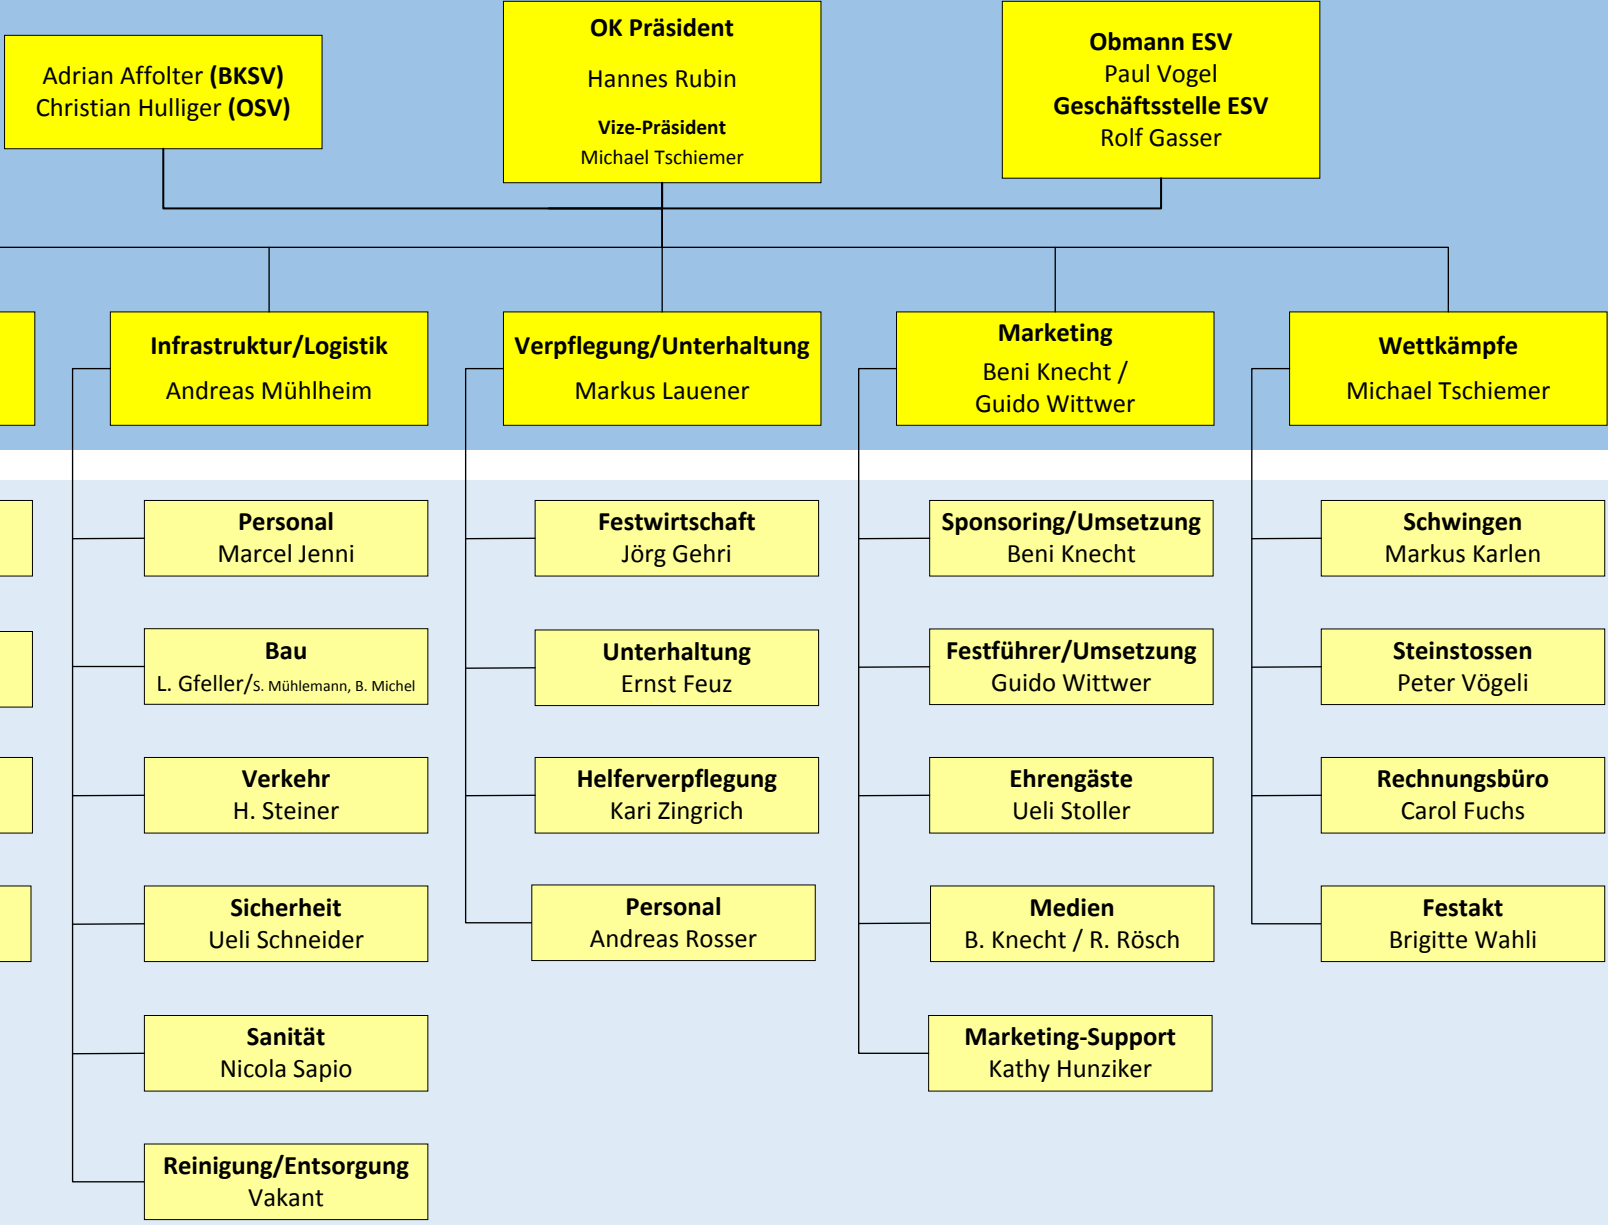 Adrian Affolter (BKSV)
Christian Hulliger (OSV)
OK Präsident
Hannes Rubin
Vize-Präsident
Michael Tschiemer
Obmann ESV
Paul Vogel
Geschäftsstelle ESV
Rolf Gasser
Infrastruktur/Logistik
Andreas Mühlheim
Verpflegung/Unterhaltung
Markus Lauener
Marketing
Beni Knecht /
Guido Wittwer
Wettkämpfe
Michael Tschiemer
Personal
Marcel Jenni
Bau
L. Gfeller/S. Mühlemann, B. Michel
Verkehr
H. Steiner
Sicherheit
Ueli Schneider
Sanität
Nicola Sapio
Reinigung/Entsorgung
Vakant
Festwirtschaft
Jörg Gehri
Unterhaltung
Ernst Feuz
Helferverpflegung
Kari Zingrich
Personal
Andreas Rosser
Sponsoring/Umsetzung
Beni Knecht
Festführer/Umsetzung
Guido Wittwer
Ehrengäste
Ueli Stoller
Medien
B. Knecht / R. Rösch
Marketing-Support
Kathy Hunziker
Schwingen
Markus Karlen
Steinstossen
Peter Vögeli
Rechnungsbüro
Carol Fuchs
Festakt
Brigitte Wahli